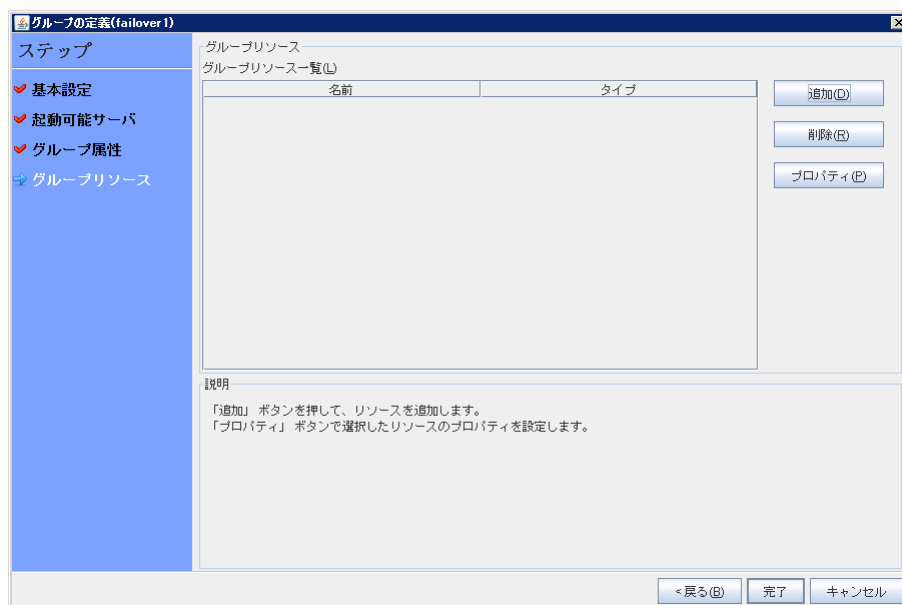 グループの定義(failover1)
ステップ
基本設定
起動可能サーバ
グループ属性
グループリソース
グループリソース
グループリソース一覧(L)
名前 タイプ
追加(D)
削除(R)
プロパティ(P)
説明
「追加」 ボタンを押して、リソースを追加します。
「プロパティ」 ボタンで選択したリソースのプロパティを設定します。
<戻る(B) 完了 キャンセル